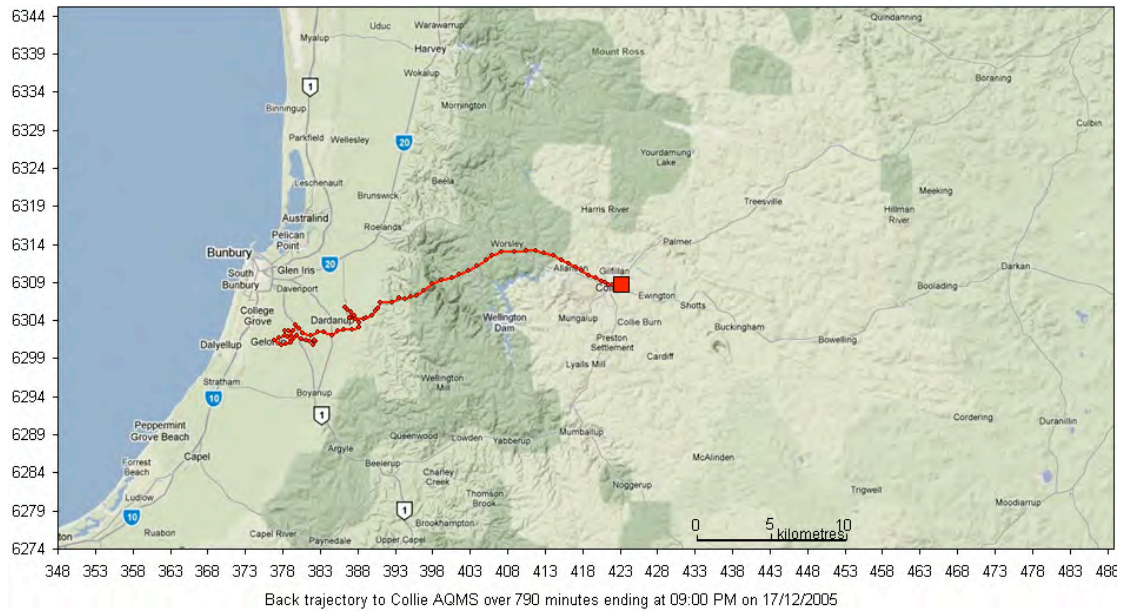 6344
6339
6334
6329
6324
6319
6314
6309
6304
6299
6294
6289
6284
6279
6274
Uduc
Warawarrup
Quindanning
Myalup
Harvey
Mount Ross
Wokalup
1
Boraning
Binningup
Mornington
Culbin
Parkfield
Wellesley
20
Yourdamung
Lake
Leschenault
Beela
Meeking
Brunswick
Treesville
Hillman
River
Australind
Harris River
Pelican
Point
Roelands
Palmer
Bunbury
Worsley
Glen Iris
20
Allanson
Gilfillan
Darkan
South
Bunbury
Davenport
Ewington
Boolading
Shotts
College
Grove
Dardanup
Wellington
Dam
Mungalup
Collie Burn
Buckingham
Dalyellup
Preston
Settlement
Bowelling
Cardiff
Lyalls Mill
Stratham
Wellington
Mill
10
Boyanup
1
Cordering
Duranillin
Peppermint
Grove Beach
Queenwood
Lowden
Yabberup
Mumballup
Argyle
Capel
McAlinden
Forrest
Beach
Beelerup
Charley
Creek
Noggerup
Trigwell
Ludlow
Thomson
Brook
Moodiarrup
10
1
Brookhampton
Ruabon
Capel River
Paynedale
Upper Capel
0 5 10
kilometres
348 353 358 363 368 373 378 383 388 393 398 403 408 413 418 423 428 433 438 443 448 453 458 463 468 473 478 483 488
Back trajectory to Collie AQMS over 790 minutes ending at 09:00 PM on 17/12/2005